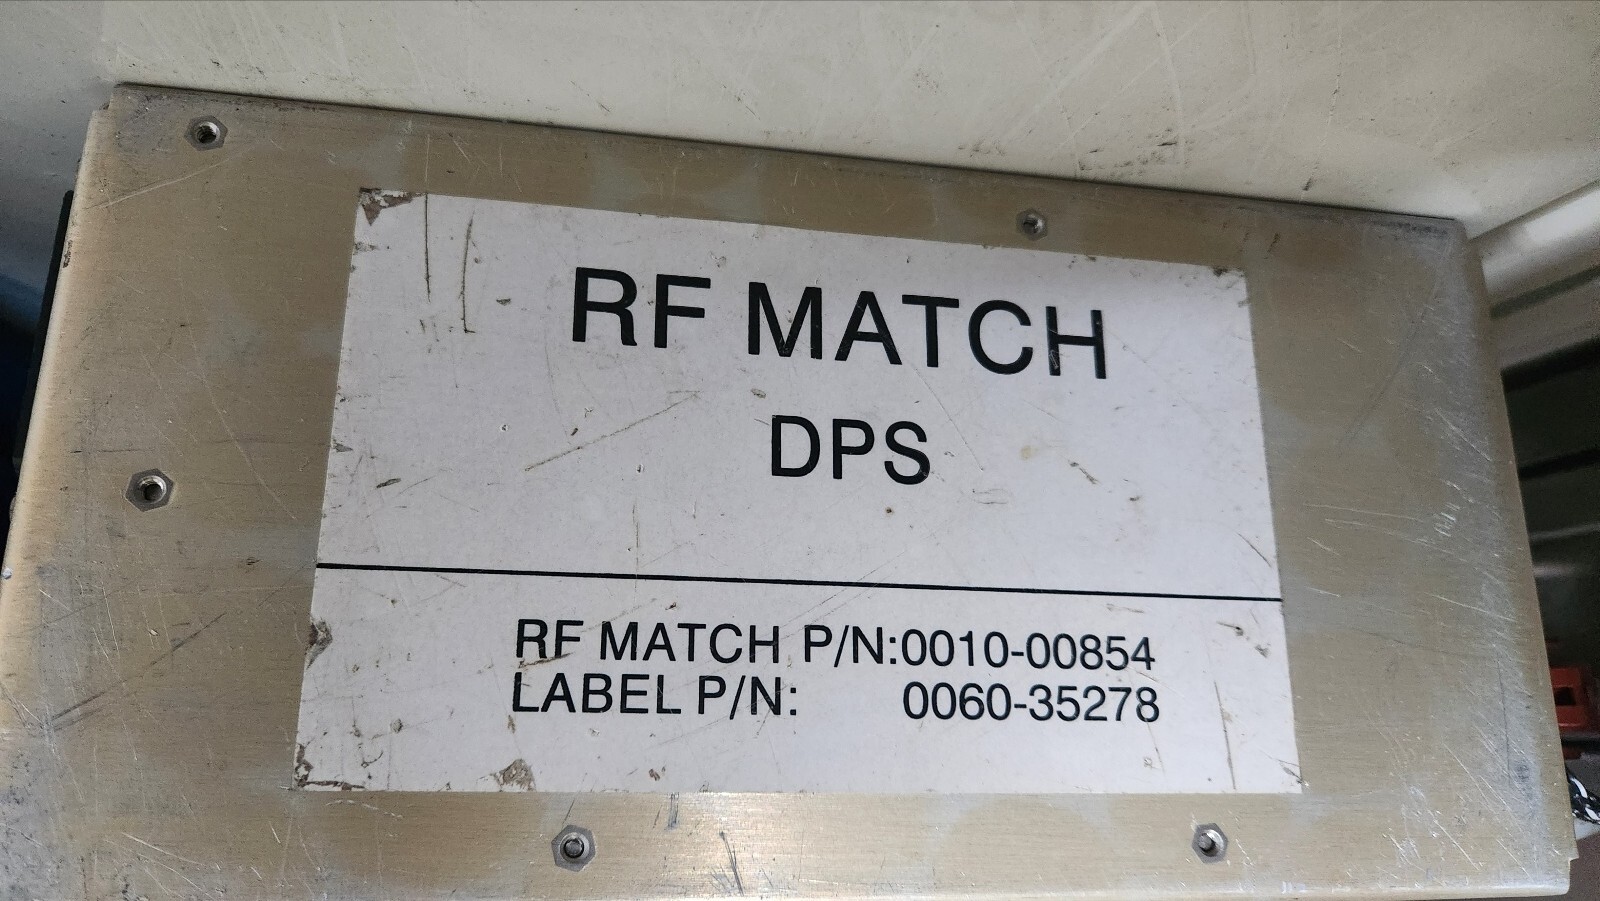 RF MATCH
DPS
RF MATCH P/N:0010-00854
LABEL P/N: 0060-35278